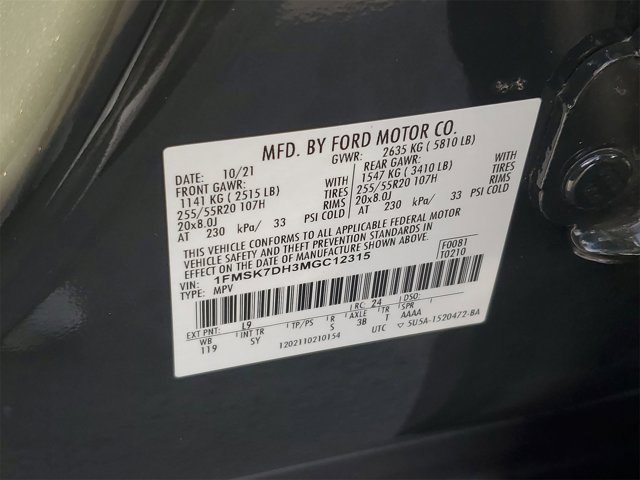 MFD. BY FORD MOTOR CO.
DATE: 10/21 GVWR: 2635 KG ( 5810 LB)
FRONT GAWR: REAR GAWR:
1141 KG ( 2515 LB) 1547 KG ( 3410 LB)
255/55R20 107H TIRES 255/55R20 107H TIRES
20x8.0J RIMS 20x8.0J RIMS
AT 230 kPa/ 33 PSI COLD AT 230 kPa/ 33 PSI COLD
THIS VEHICLE CONFORMS TO ALL APPLICABLE FEDERAL MOTOR
VEHICLE SAFETY AND THEFT PREVENTION STANDARDS IN
EFFECT ON THE DATE OF MANUFACTURE SHOWN ABOVE.
VIN: 1FMSK7DH3MGC12315 F0081
TYPE: MPV T0210
EXT PNT: L9 RC: 24 DSO:
WB INT TR TP/PS R AXLE TR SPR
119 5Y S 3B T AAAA
1202110210154 UTC 5U5A-1520472-BA